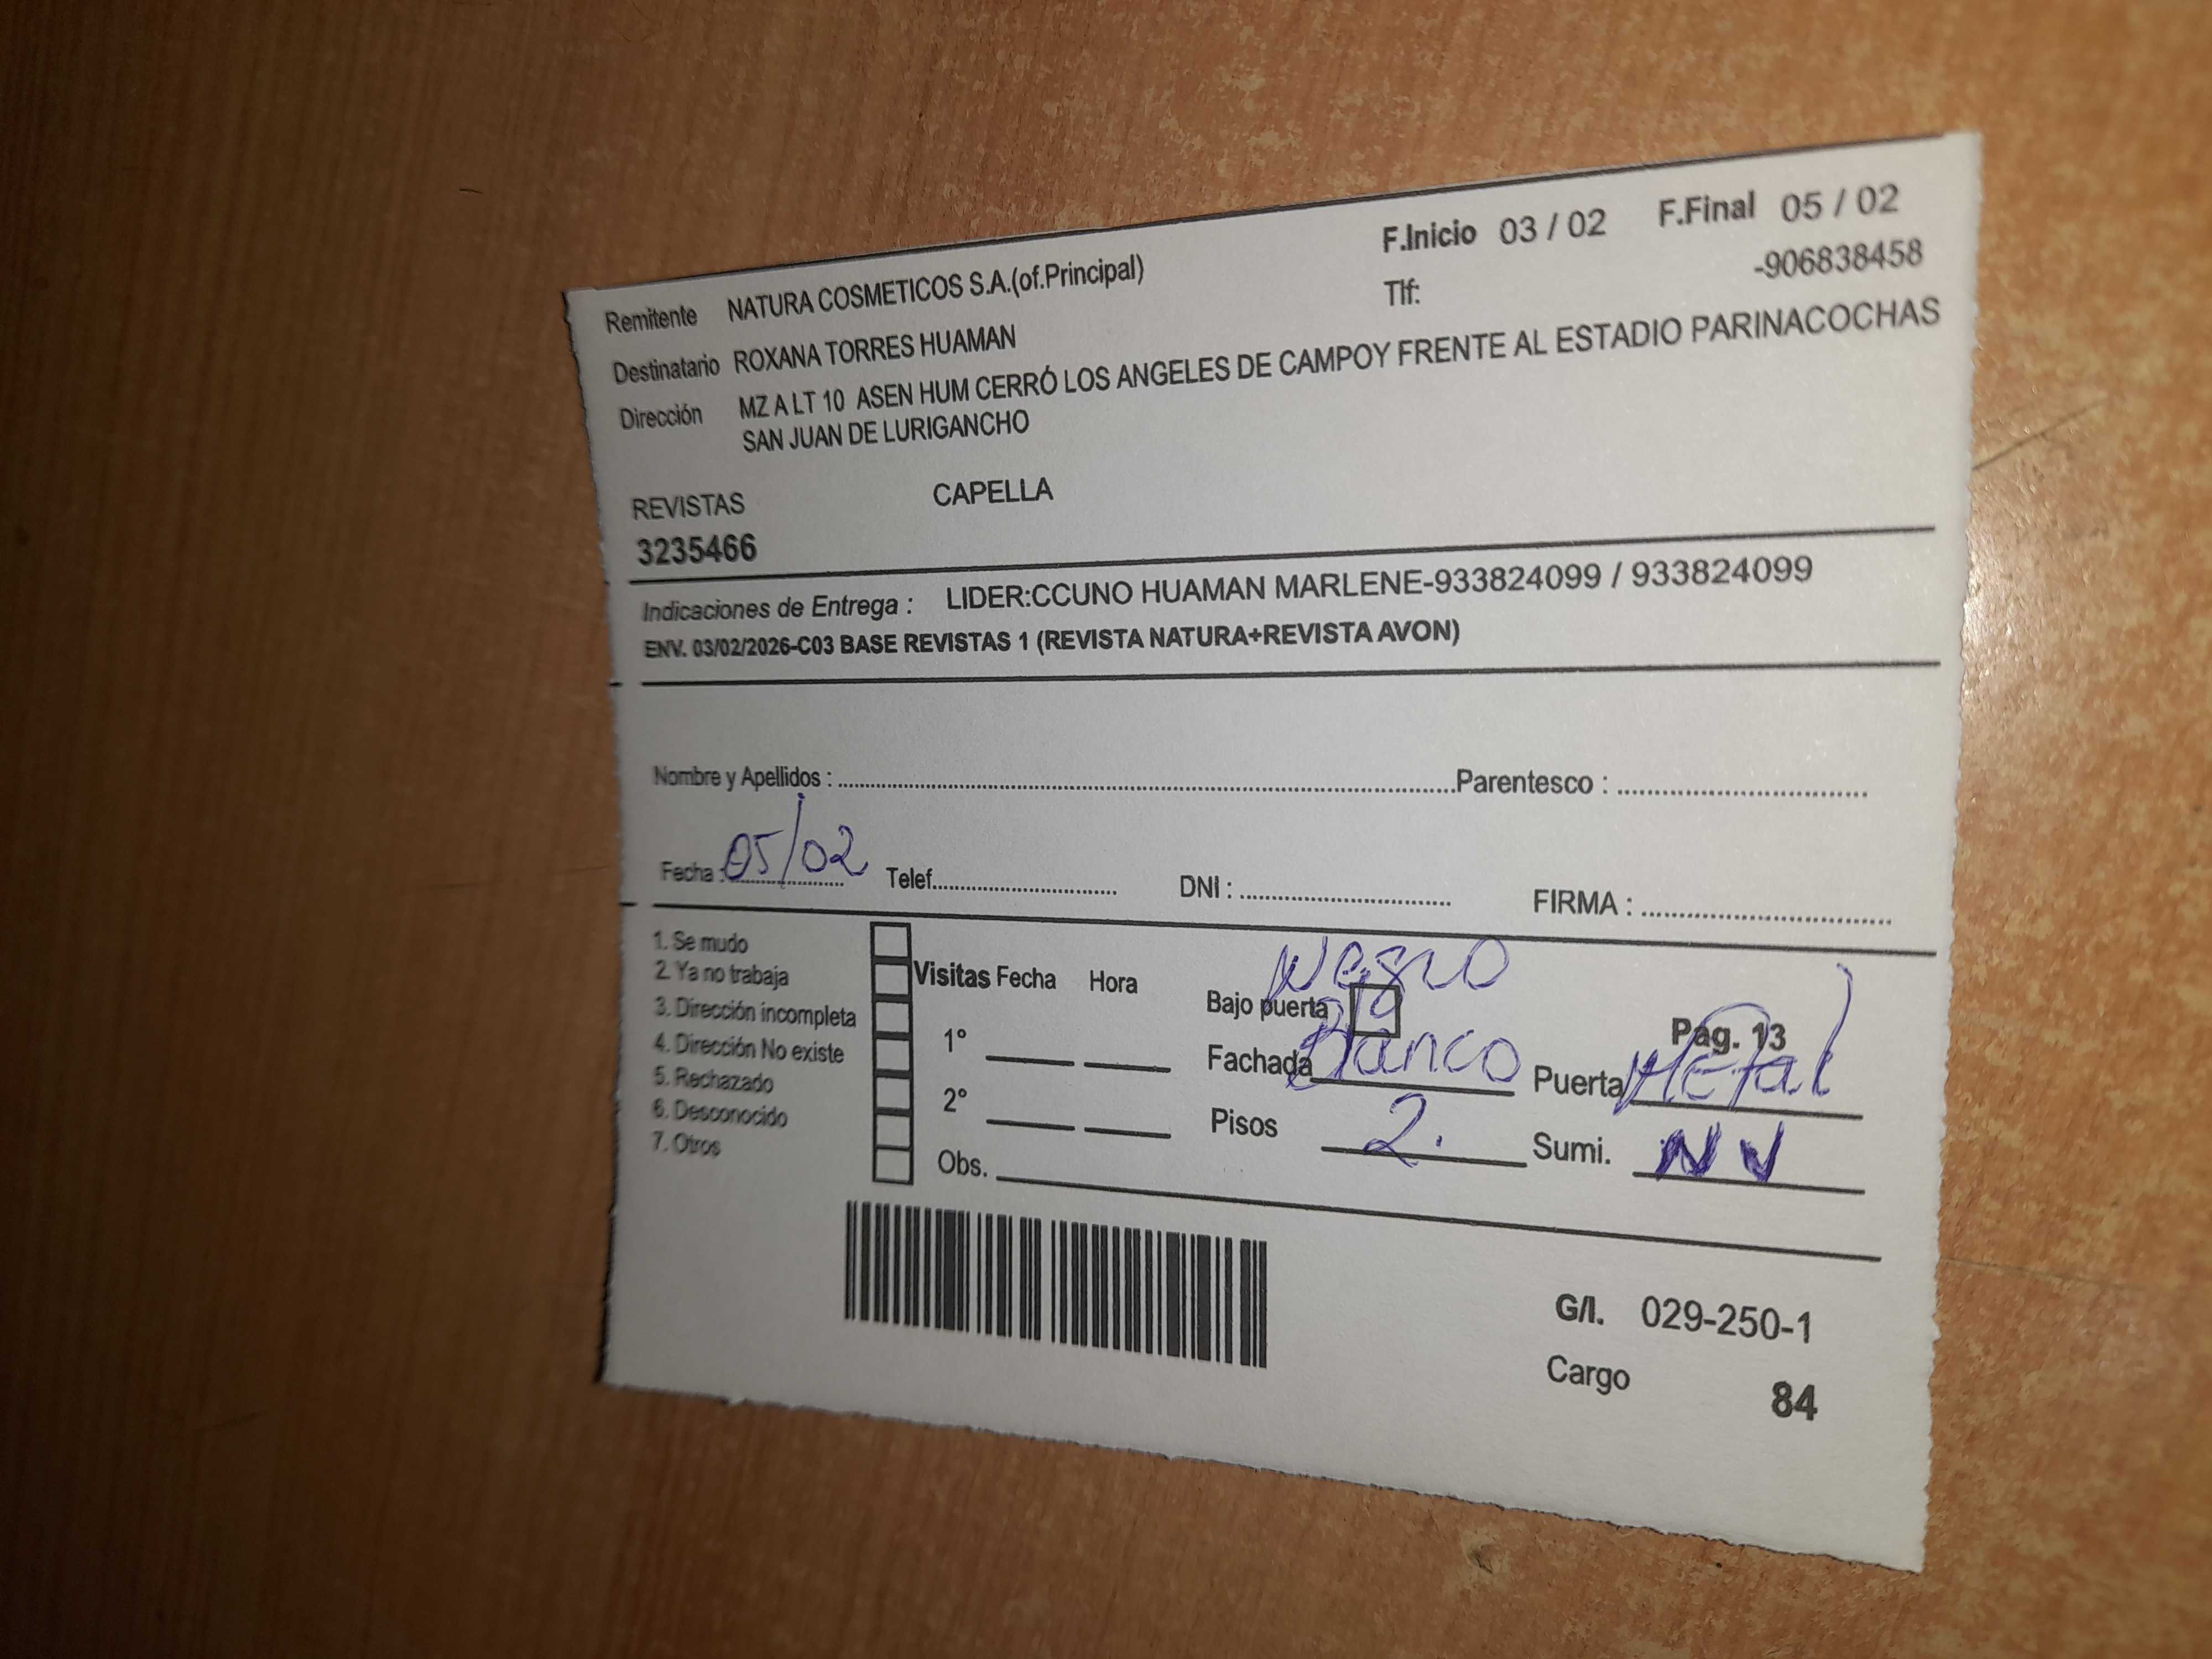 Remitente NATURA COSMETICOS S.A.(of.Principal) F.Inicio 03 / 02 F.Final 05 / 02
Destinatario ROXANA TORRES HUAMAN Tlf: -906838458
Dirección MZ A LT 10 ASEN HUM CERRÓ LOS ANGELES DE CAMPOY FRENTE AL ESTADIO PARINACOCHAS
SAN JUAN DE LURIGANCHO
REVISTAS CAPELLA
3235466
Indicaciones de Entrega : LIDER:CCUNO HUAMAN MARLENE-933824099 / 933824099
ENV. 03/02/2026-C03 BASE REVISTAS 1 (REVISTA NATURA+REVISTA AVON)
Nombre y Apellidos : Parentesco :
Fecha : 05/02 Telef. DNI : FIRMA :
1. Se mudo
2. Ya no trabaja
3. Dirección incompleta
4. Dirección No existe
5. Rechazado
6. Desconocido
7. Otros
Visitas Fecha Hora
1°
2°
Obs.
Negro
Bajo puerta Pag. 13
Fachada Blanco Puerta Metal
Pisos 2. Sumi. NV
G/I. 029-250-1
Cargo 84